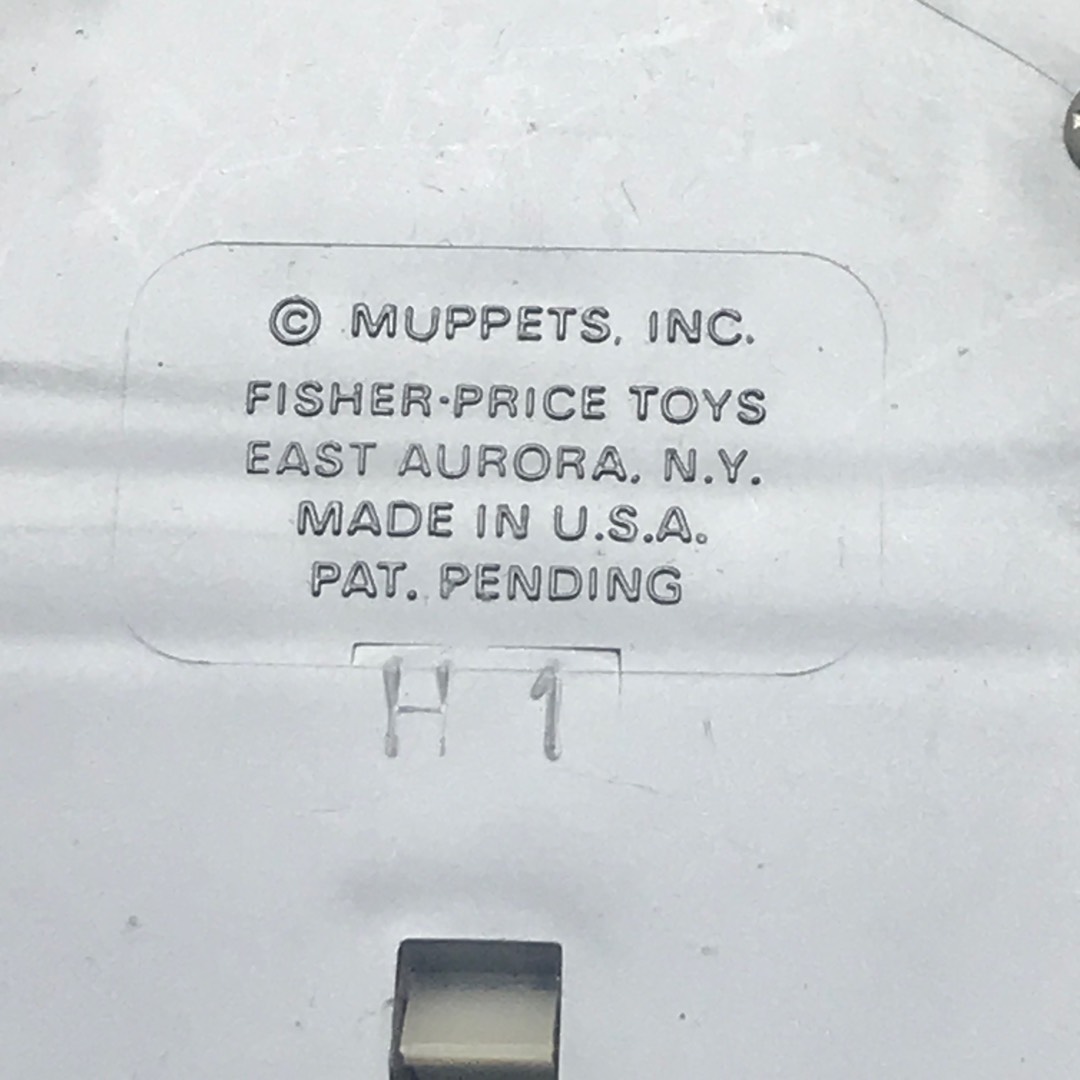 © MUPPETS, INC.
FISHER-PRICE TOYS
EAST AURORA, N.Y.
MADE IN U.S.A.
PAT. PENDING
H 1